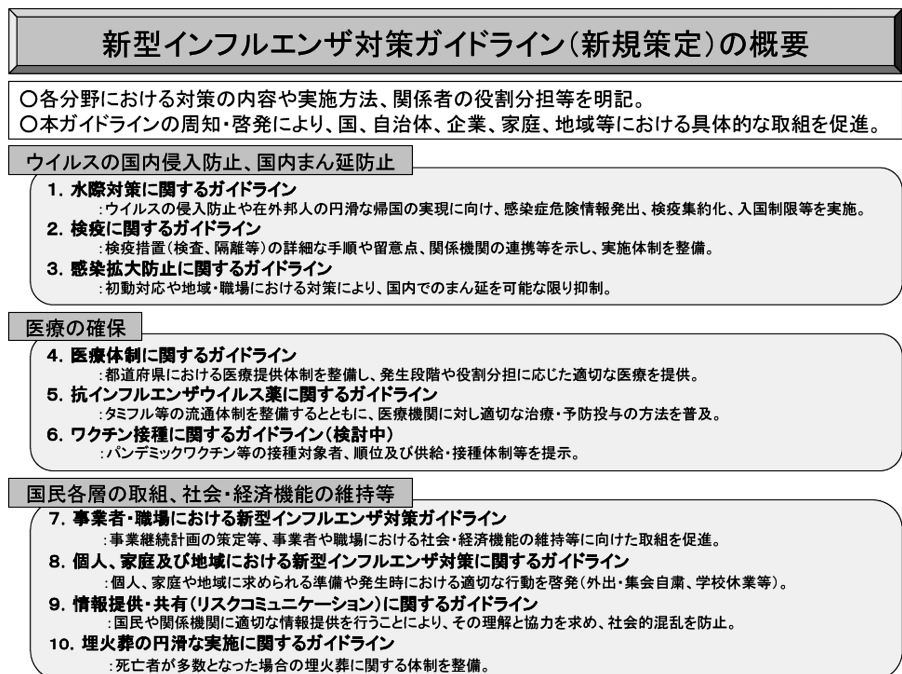 新型インフルエンザ対策ガイドライン（新規策定）の概要
○各分野における対策の内容や実施方法、関係者の役割分担等を明記。
○本ガイドラインの周知・啓発により、国、自治体、企業、家庭、地域等における具体的な取組を促進。
ウイルスの国内侵入防止、国内まん延防止
1. 水際対策に関するガイドライン
：ウイルスの侵入防止や在外邦人の円滑な帰国の実現に向け、感染症危険情報発出、検疫集約化、入国制限等を実施。
2. 検疫に関するガイドライン
：検疫措置（検査、隔離等）の詳細な手順や留意点、関係機関の連携等を示し、実施体制を整備。
3. 感染拡大防止に関するガイドライン
：初動対応や地域・職場における対策により、国内でのまん延を可能な限り抑制。
医療の確保
4. 医療体制に関するガイドライン
：都道府県における医療提供体制を整備し、発生段階や役割分担に応じた適切な医療を提供。
5. 抗インフルエンザウイルス薬に関するガイドライン
：タミフル等の流通体制を整備するとともに、医療機関に対し適切な治療・予防投与の方法を普及。
6. ワクチン接種に関するガイドライン（検討中）
：パンデミックワクチン等の接種対象者、順位及び供給・接種体制等を提示。
国民各層の取組、社会・経済機能の維持等
7. 事業者・職場における新型インフルエンザ対策ガイドライン
：事業継続計画の策定等、事業者や職場における社会・経済機能の維持等に向けた取組を促進。
8. 個人、家庭及び地域における新型インフルエンザ対策に関するガイドライン
：個人、家庭や地域に求められる準備や発生時における適切な行動を啓発（外出・集会自粛、学校休業等）。
9. 情報提供・共有（リスクコミュニケーション）に関するガイドライン
：国民や関係機関に適切な情報提供を行うことにより、その理解と協力を求め、社会的混乱を防止。
10. 埋火葬の円滑な実施に関するガイドライン
：死亡者が多数となった場合の埋火葬に関する体制を整備。